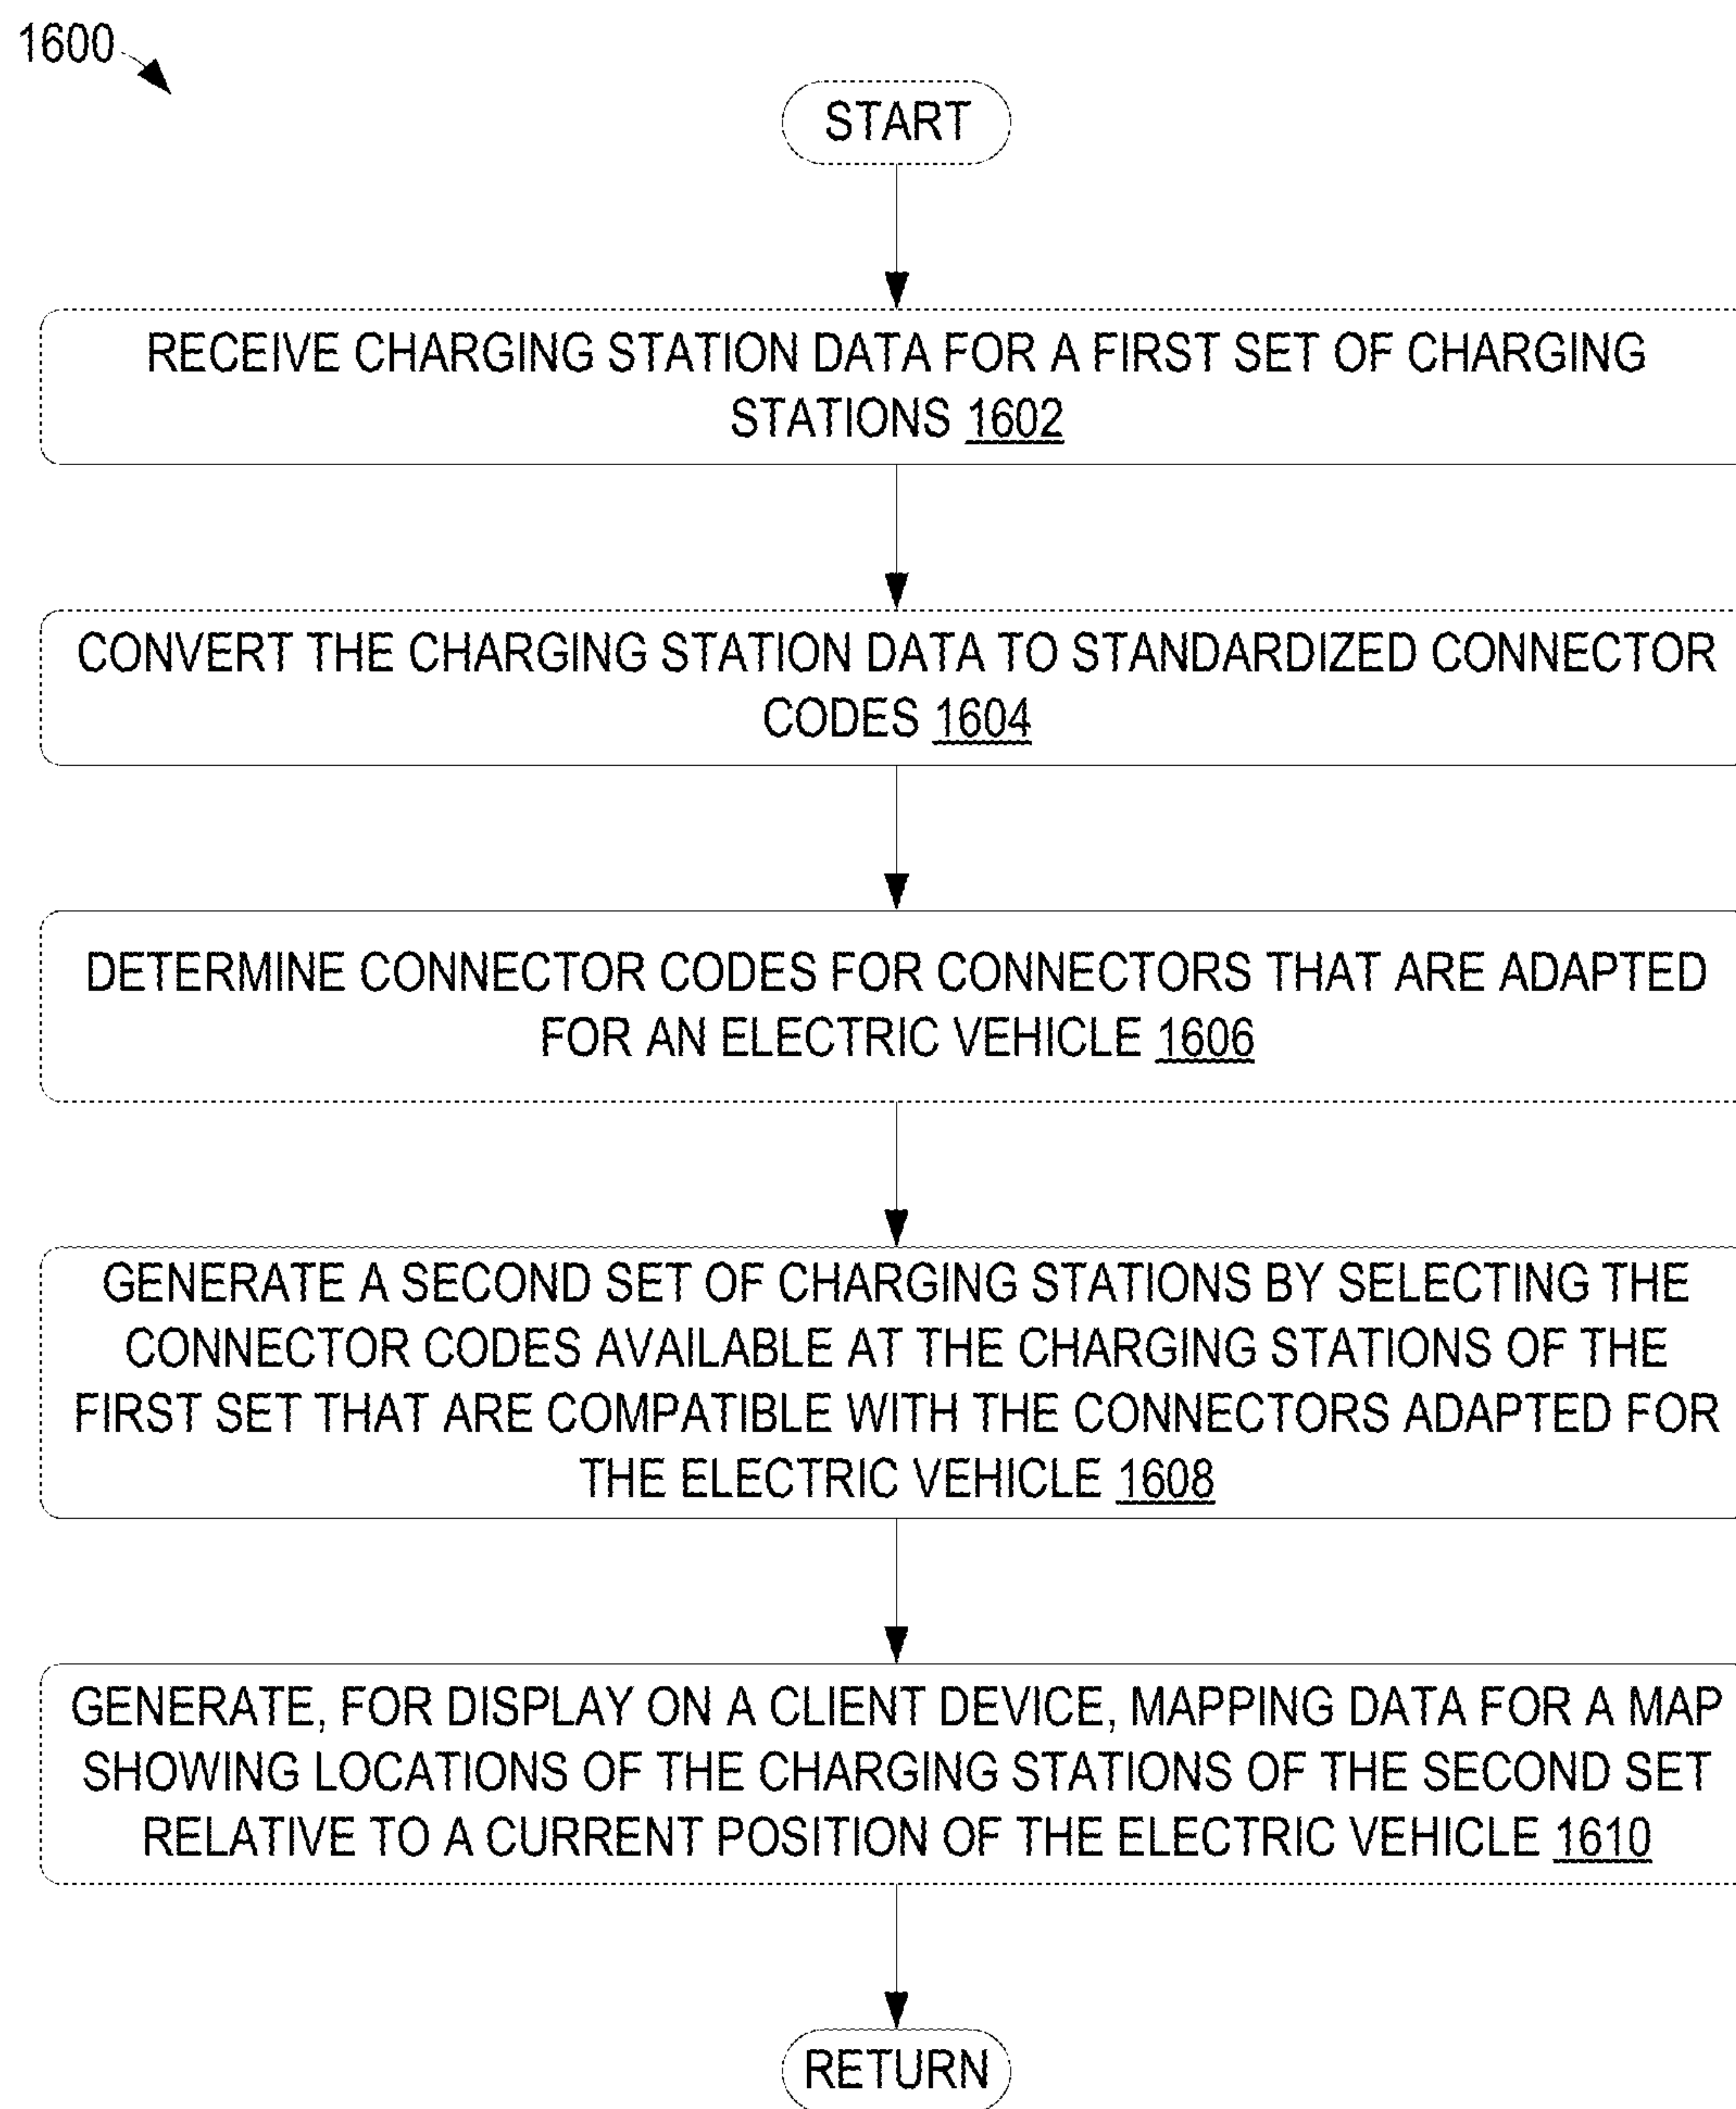 1600
START
RECEIVE CHARGING STATION DATA FOR A FIRST SET OF CHARGING
STATIONS 1602
CONVERT THE CHARGING STATION DATA TO STANDARDIZED CONNECTOR
CODES 1604
DETERMINE CONNECTOR CODES FOR CONNECTORS THAT ARE ADAPTED
FOR AN ELECTRIC VEHICLE 1606
GENERATE A SECOND SET OF CHARGING STATIONS BY SELECTING THE
CONNECTOR CODES AVAILABLE AT THE CHARGING STATIONS OF THE
FIRST SET THAT ARE COMPATIBLE WITH THE CONNECTORS ADAPTED FOR
THE ELECTRIC VEHICLE 1608
GENERATE, FOR DISPLAY ON A CLIENT DEVICE, MAPPING DATA FOR A MAP
SHOWING LOCATIONS OF THE CHARGING STATIONS OF THE SECOND SET
RELATIVE TO A CURRENT POSITION OF THE ELECTRIC VEHICLE 1610
RETURN